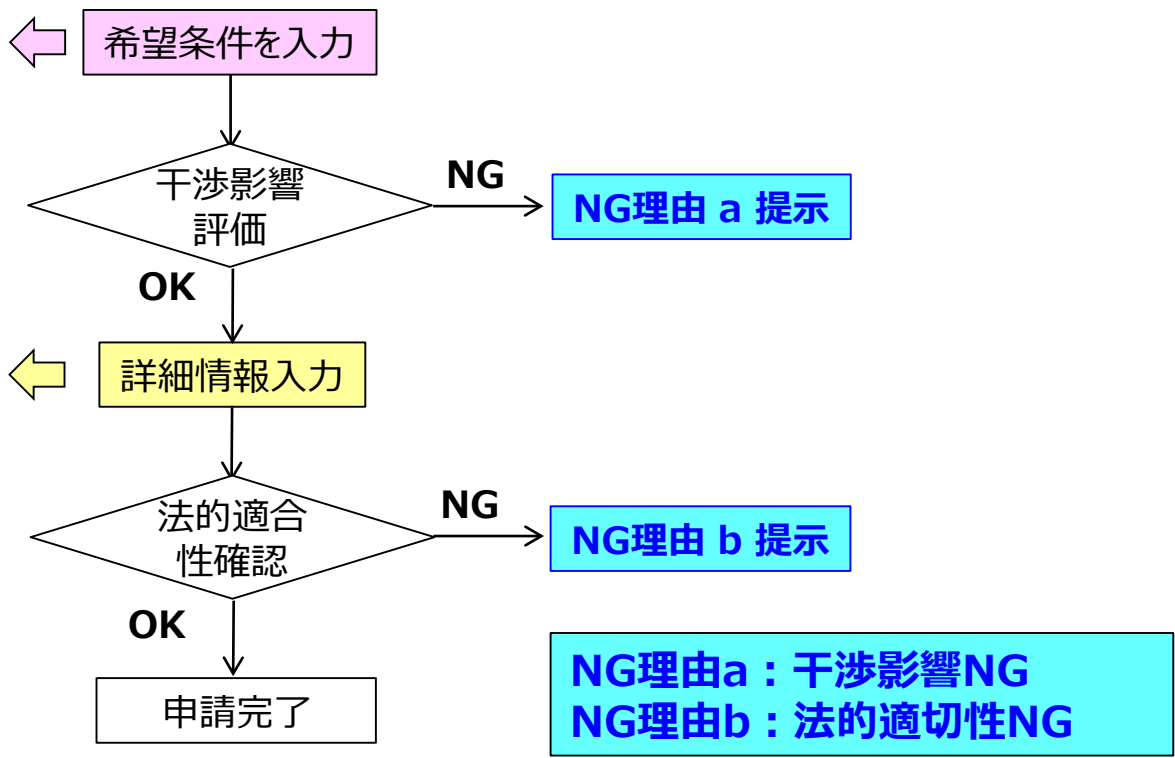 希望条件を入力
干渉影響
評価
NG
NG理由 a 提示
OK
詳細情報入力
法的適合
性確認
NG
NG理由 b 提示
OK
申請完了
NG理由a：干渉影響NG
NG理由b：法的適切性NG